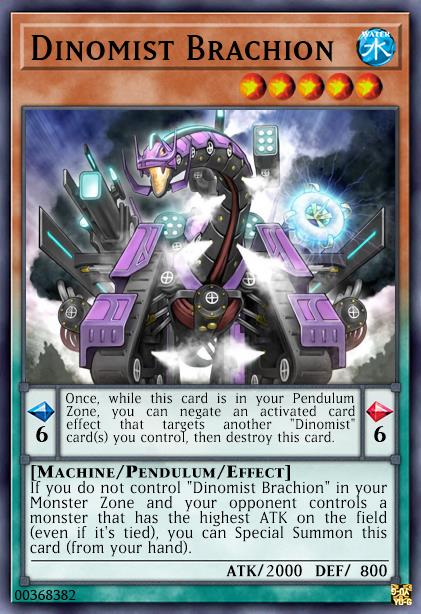 DINOMIST BRACHION
WATER
水
Once, while this card is in your Pendulum
Zone, you can negate an activated card
effect that targets another "Dinomist"
card(s) you control, then destroy this card.
6
6
[MACHINE/PENDULUM/EFFECT]
If you do not control "Dinomist Brachion" in your
Monster Zone and your opponent controls a
monster that has the highest ATK on the field
(even if it's tied), you can Special Summon this
card (from your hand).
ATK/2000 DEF/ 800
00368382